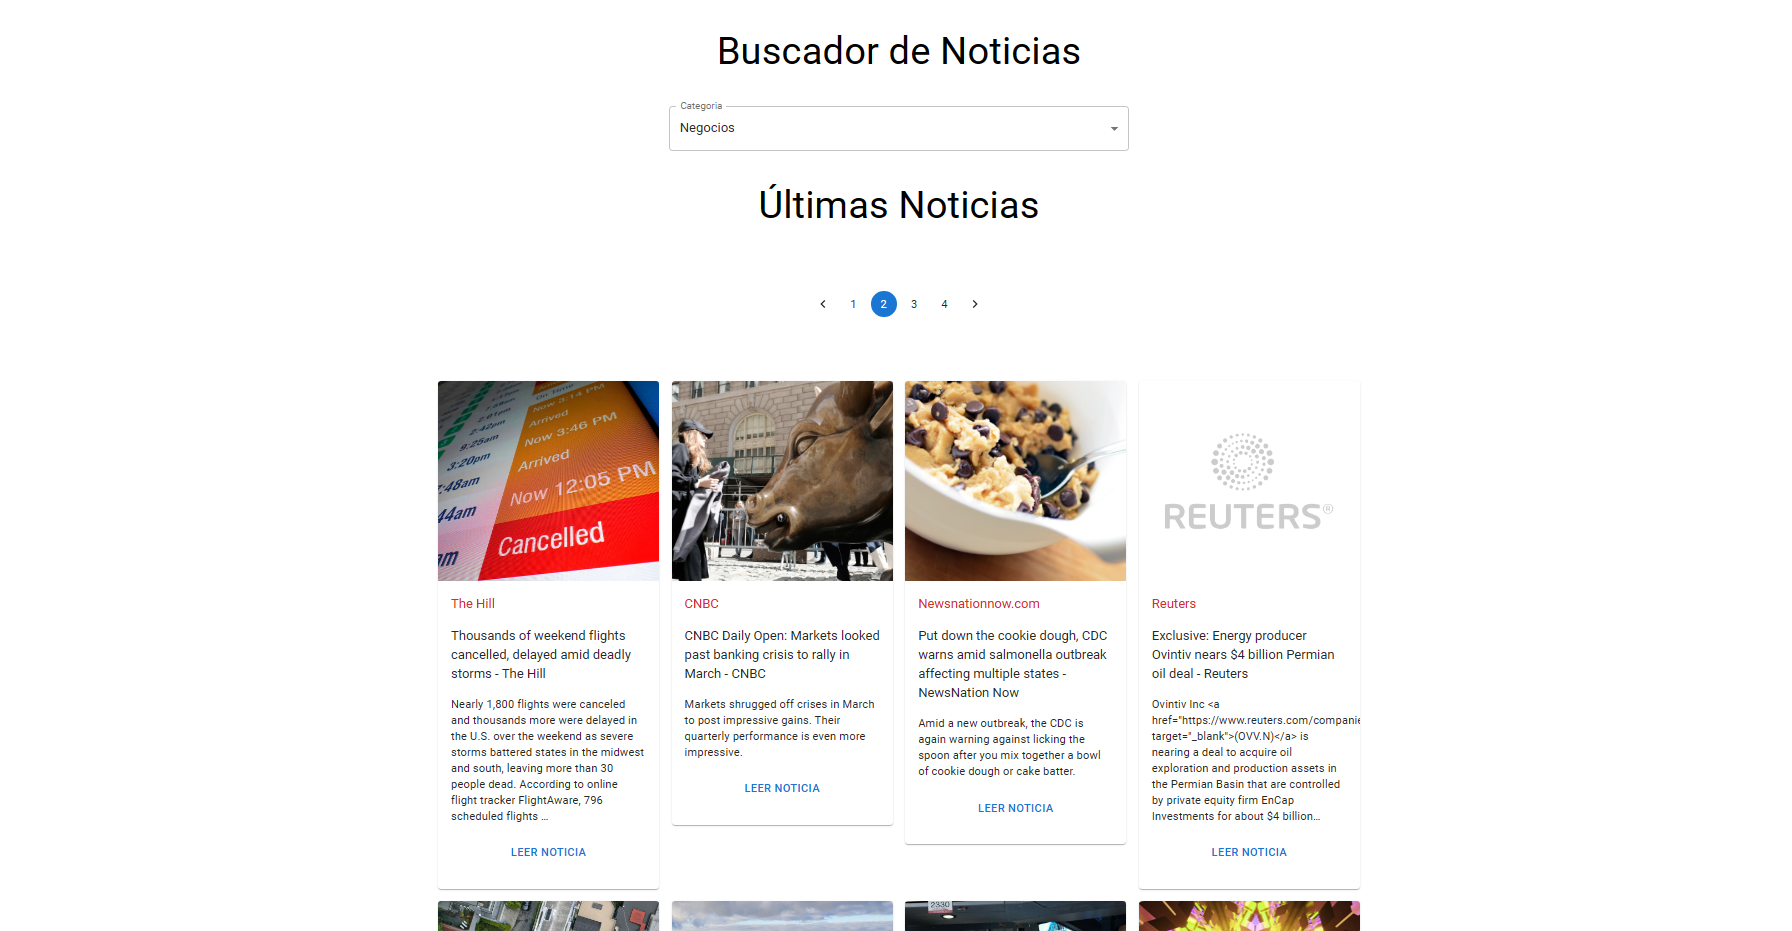 Buscador de Noticias
Categoria
Negocios
Últimas Noticias
1 2 3 4
On Time
Now 3:14 PM
Arrived
Now 3:46 PM
Arrived
Now 12:05 PM
Cancelled
2:01pm
2:42pm
9:25am
3:20pm
7:48am
44am
REUTERS®
The Hill
Thousands of weekend flights
cancelled, delayed amid deadly
storms - The Hill
Nearly 1,800 flights were canceled
and thousands more were delayed in
the U.S. over the weekend as severe
storms battered states in the midwest
and south, leaving more than 30
people dead. According to online
flight tracker FlightAware, 796
scheduled flights …
LEER NOTICIA
CNBC
CNBC Daily Open: Markets looked
past banking crisis to rally in
March - CNBC
Markets shrugged off crises in March
to post impressive gains. Their
quarterly performance is even more
impressive.
LEER NOTICIA
Newsnationnow.com
Put down the cookie dough, CDC
warns amid salmonella outbreak
affecting multiple states -
NewsNation Now
Amid a new outbreak, the CDC is
again warning against licking the
spoon after you mix together a bowl
of cookie dough or cake batter.
LEER NOTICIA
Reuters
Exclusive: Energy producer
Ovintiv nears $4 billion Permian
oil deal - Reuters
Ovintiv Inc <a
href="https://www.reuters.com/companie
target="_blank">(OVV.N)</a> is
nearing a deal to acquire oil
exploration and production assets in
the Permian Basin that are controlled
by private equity firm EnCap
Investments for about $4 billion…
LEER NOTICIA
2330